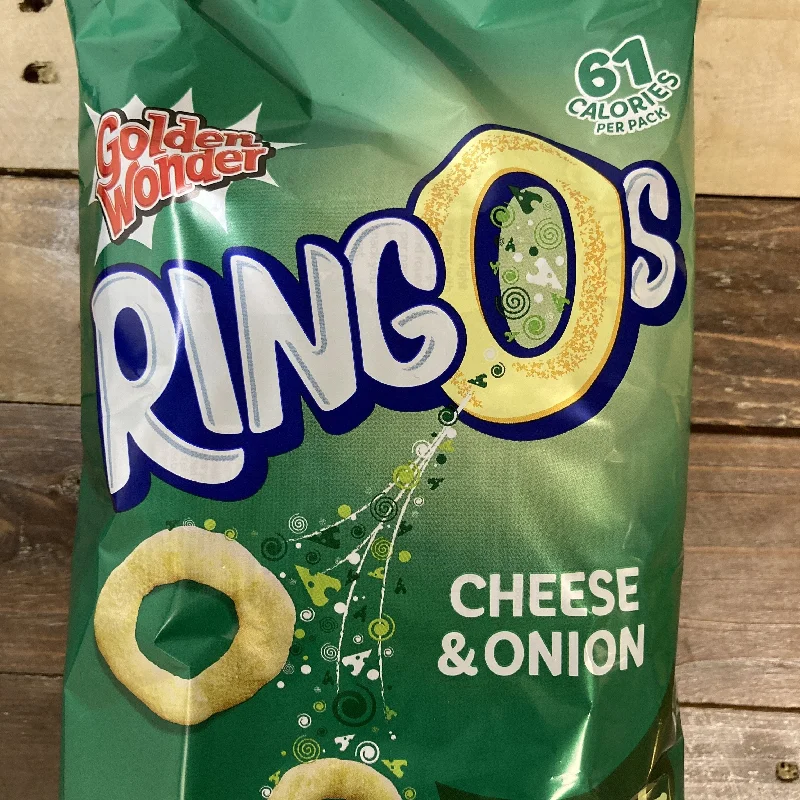 61
CALORIES
PER PACK
Golden
Wonder
RINGOS
CHEESE
& ONION